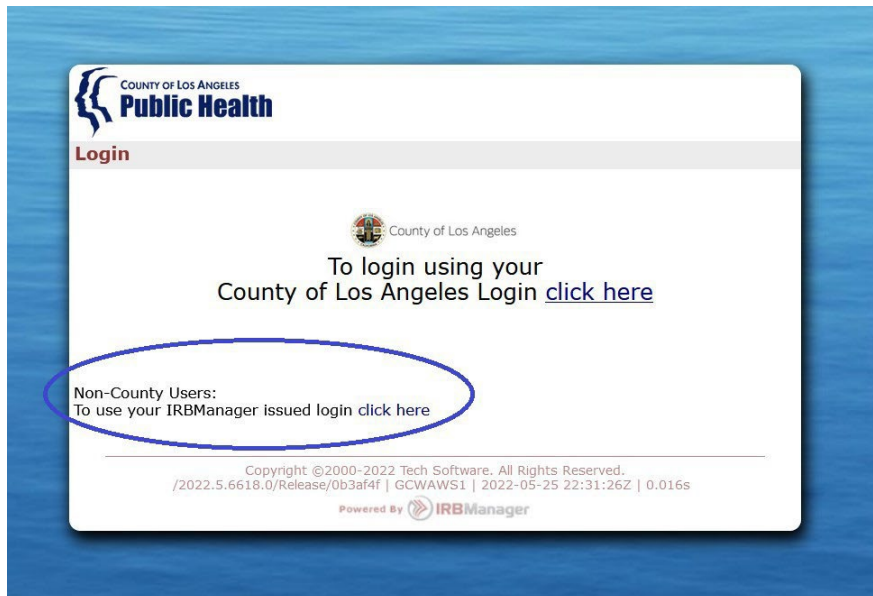 County of Los Angeles
Public Health
Login
County of Los Angeles
To login using your
County of Los Angeles Login click here
Non-County Users:
To use your IRBManager issued login click here
Copyright ©2000-2022 Tech Software. All Rights Reserved.
/2022.5.6618.0/Release/0b3af4f | GCWAWS1 | 2022-05-25 22:31:26Z | 0.016s
Powered By IRBManager